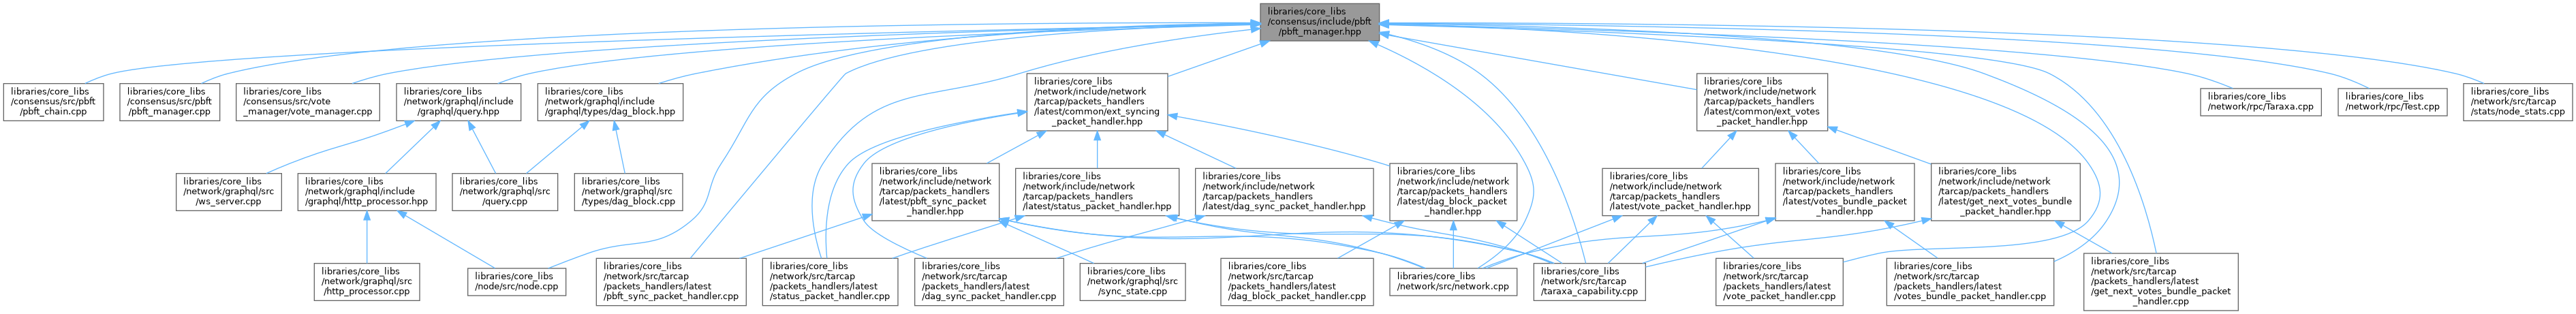 libraries/core_libs
/consensus/include/pbft
/pbft_manager.hpp
libraries/core_libs
/consensus/src/pbft
/pbft_chain.cpp
libraries/core_libs
/consensus/src/pbft
/pbft_manager.cpp
libraries/core_libs
/consensus/src/vote
_manager/vote_manager.cpp
libraries/core_libs
/network/graphql/include
/graphql/query.hpp
libraries/core_libs
/network/graphql/include
/graphql/types/dag_block.hpp
libraries/core_libs
/network/include/network
/tarcap/packets_handlers
/latest/common/ext_syncing
_packet_handler.hpp
libraries/core_libs
/network/include/network
/tarcap/packets_handlers
/latest/common/ext_votes
_packet_handler.hpp
libraries/core_libs
/network/rpc/Taraxa.cpp
libraries/core_libs
/network/rpc/Test.cpp
libraries/core_libs
/network/src/tarcap
/stats/node_stats.cpp
libraries/core_libs
/network/graphql/src
/ws_server.cpp
libraries/core_libs
/network/graphql/include
/graphql/http_processor.hpp
libraries/core_libs
/network/graphql/src
/query.cpp
libraries/core_libs
/network/graphql/src
/types/dag_block.cpp
libraries/core_libs
/network/include/network
/tarcap/packets_handlers
/latest/pbft_sync_packet
_handler.hpp
libraries/core_libs
/network/include/network
/tarcap/packets_handlers
/latest/status_packet_handler.hpp
libraries/core_libs
/network/include/network
/tarcap/packets_handlers
/latest/dag_sync_packet_handler.hpp
libraries/core_libs
/network/include/network
/tarcap/packets_handlers
/latest/dag_block_packet
_handler.hpp
libraries/core_libs
/network/include/network
/tarcap/packets_handlers
/latest/vote_packet_handler.hpp
libraries/core_libs
/network/include/network
/tarcap/packets_handlers
/latest/votes_bundle_packet
_handler.hpp
libraries/core_libs
/network/include/network
/tarcap/packets_handlers
/latest/get_next_votes_bundle
_packet_handler.hpp
libraries/core_libs
/network/graphql/src
/http_processor.cpp
libraries/core_libs
/node/src/node.cpp
libraries/core_libs
/network/src/tarcap
/packets_handlers/latest
/pbft_sync_packet_handler.cpp
libraries/core_libs
/network/src/tarcap
/packets_handlers/latest
/status_packet_handler.cpp
libraries/core_libs
/network/src/tarcap
/packets_handlers/latest
/dag_sync_packet_handler.cpp
libraries/core_libs
/network/graphql/src
/sync_state.cpp
libraries/core_libs
/network/src/tarcap
/packets_handlers/latest
/dag_block_packet_handler.cpp
libraries/core_libs
/network/src/network.cpp
libraries/core_libs
/network/src/tarcap
/taraxa_capability.cpp
libraries/core_libs
/network/src/tarcap
/packets_handlers/latest
/vote_packet_handler.cpp
libraries/core_libs
/network/src/tarcap
/packets_handlers/latest
/votes_bundle_packet_handler.cpp
libraries/core_libs
/network/src/tarcap
/packets_handlers/latest
/get_next_votes_bundle_packet
_handler.cpp